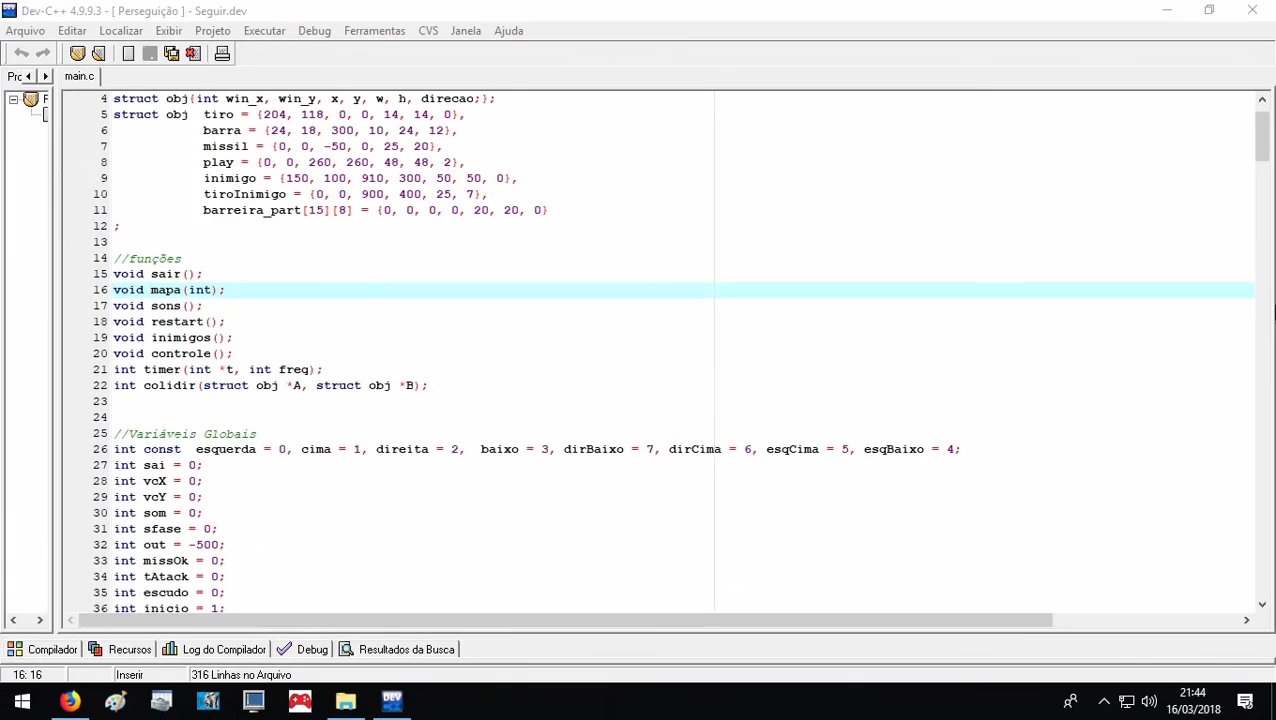 Dev-C++ 4.9.9.3 - [ Perseguição ] - Seguir.dev
Arquivo Editar Localizar Exibir Projeto Executar Debug Ferramentas CVS Janela Ajuda
main.c
4 struct obj{int win_x, win_y, x, y, w, h, direcao;};
5 struct obj tiro = {204, 118, 0, 0, 14, 14, 0},
6 barra = {24, 18, 300, 10, 24, 12},
7 missil = {0, 0, -50, 0, 25, 20},
8 play = {0, 0, 260, 260, 48, 48, 2},
9 inimigo = {150, 100, 910, 300, 50, 50, 0},
10 tiroInimigo = {0, 0, 900, 400, 25, 7},
11 barreira_part[15][8] = {0, 0, 0, 0, 20, 20, 0}
12 ;
13
14 //funções
15 void sair();
16 void mapa(int);
17 void sons();
18 void restart();
19 void inimigos();
20 void controle();
21 int timer(int *t, int freq);
22 int colidir(struct obj *A, struct obj *B);
23
24
25 //Variáveis Globais
26 int const esquerda = 0, cima = 1, direita = 2, baixo = 3, dirBaixo = 7, dirCima = 6, esqCima = 5, esqBaixo = 4;
27 int sai = 0;
28 int vcX = 0;
29 int vcY = 0;
30 int som = 0;
31 int sfase = 0;
32 int out = -500;
33 int missOk = 0;
34 int tAtack = 0;
35 int escudo = 0;
36 int inicio = 1;
Compilador Recursos Log do Compilador Debug Resultados da Busca
16: 16 Inserir 316 Linhas no Arquivo
DEV
21:44
16/03/2018